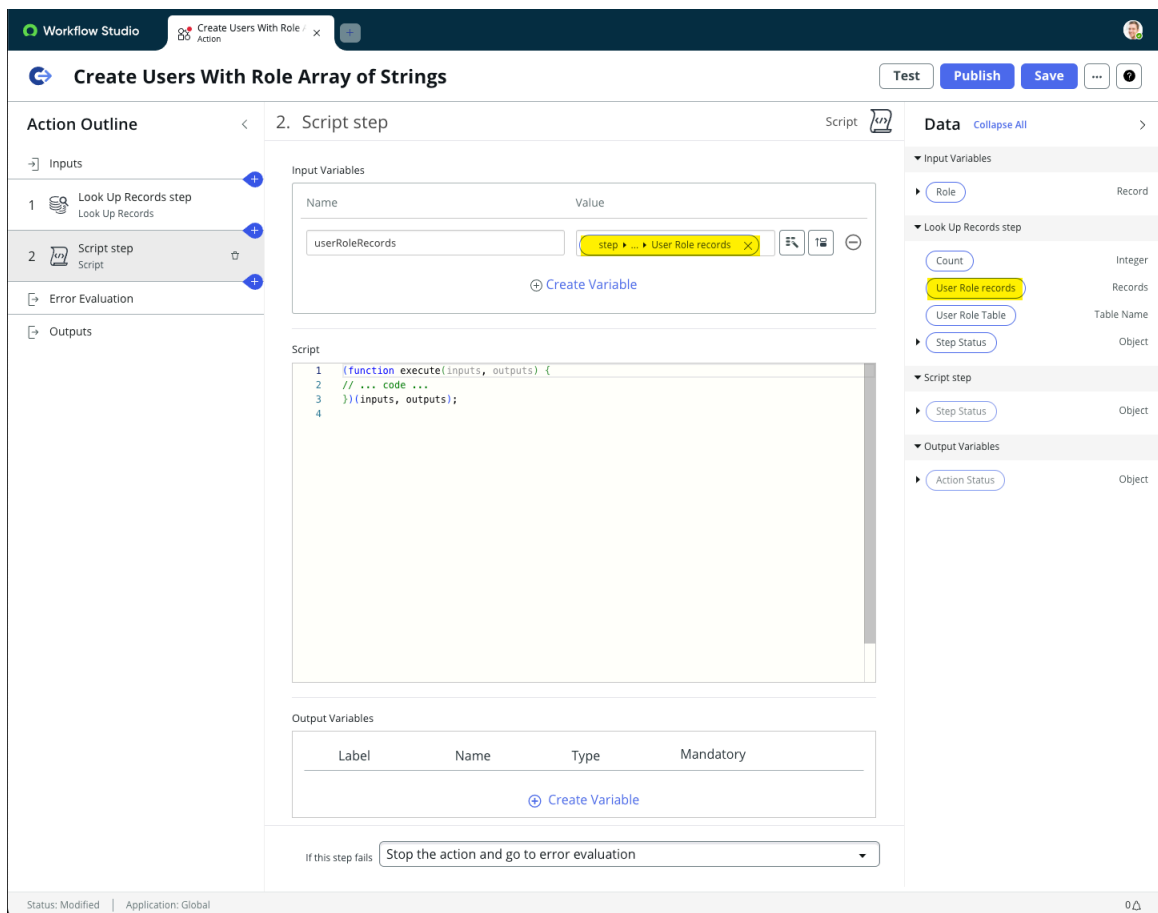 Workflow Studio
Create Users With Role /
Action
Create Users With Role Array of Strings
Test
Publish
Save
...
?
Action Outline
Inputs
1
Look Up Records step
Look Up Records
2
Script step
Script
Error Evaluation
Outputs
2. Script step
Script
Input Variables
Name
Value
userRoleRecords
step ▸ ... ▸ User Role records
Create Variable
Script
1 (function execute(inputs, outputs) {
2 // ... code ...
3 })(inputs, outputs);
4
Output Variables
Label
Name
Type
Mandatory
Create Variable
If this step fails
Stop the action and go to error evaluation
Data
Collapse All
Input Variables
Role
Record
Look Up Records step
Count
Integer
User Role records
Records
User Role Table
Table Name
Step Status
Object
Script step
Step Status
Object
Output Variables
Action Status
Object
Status: Modified
Application: Global
0